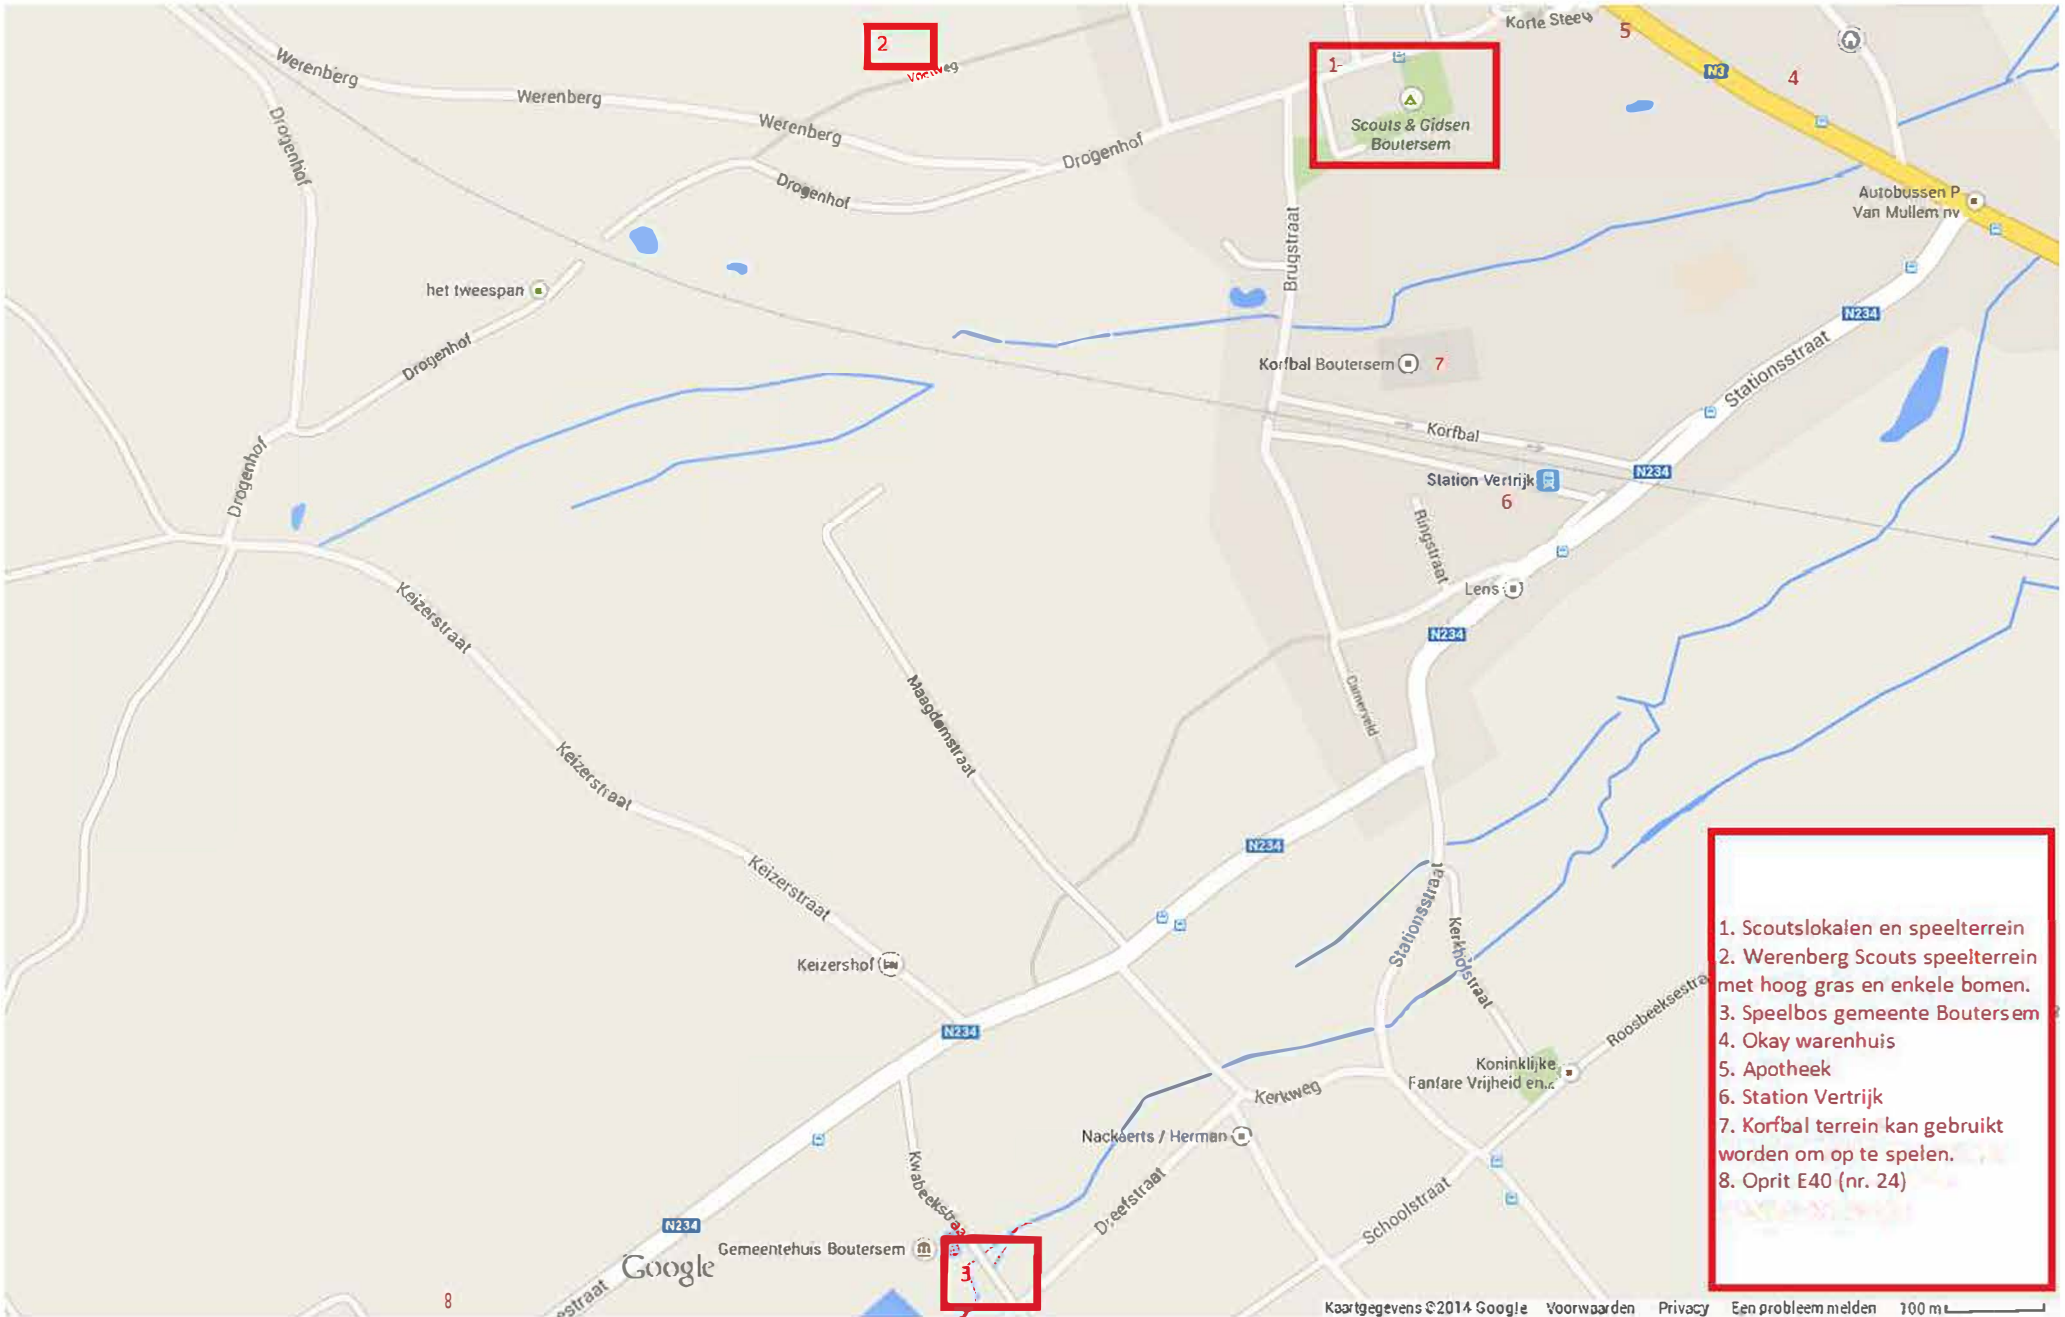 Korte Steeg
5
2
Werenberg
Voetweg
1
N3
4
Werenberg
Werenberg
Drogenhof
Scouts & Gidsen
Boutersem
Drogenhof
Drogenhof
Autobussen P
Van Mullem nv
Brugstraat
het tweespan
N234
Drogenhof
Stationsstraat
Korfbal Boutersem
7
Korfbal
Drogenhof
N234
Station Vertrijk
6
Ringstraat
Lens
Keizerstraat
N234
Maagdomstraat
Camerveld
Keizerstraat
N234
Keizerstraat
Stationsstraat
Kerkhofstraat
Keizershof
N234
Roosbeeksestra
Koninklijke
Fanfare Vrijheid en...
Kerkweg
Nackaerts / Herman
Kwabeekstraa
Dreefstraat
Schoolstraat
N234
Gemeentehuis Boutersem
Google
3
8
estraat
1. Scoutslokalen en speelterrein
2. Werenberg Scouts speelterrein
met hoog gras en enkele bomen.
3. Speelbos gemeente Boutersem
4. Okay warenhuis
5. Apotheek
6. Station Vertrijk
7. Korfbal terrein kan gebruikt
worden om op te spelen.
8. Oprit E40 (nr. 24)
Kaartgegevens ©2014 Google Voorwaarden Privacy Een probleem melden 100 m